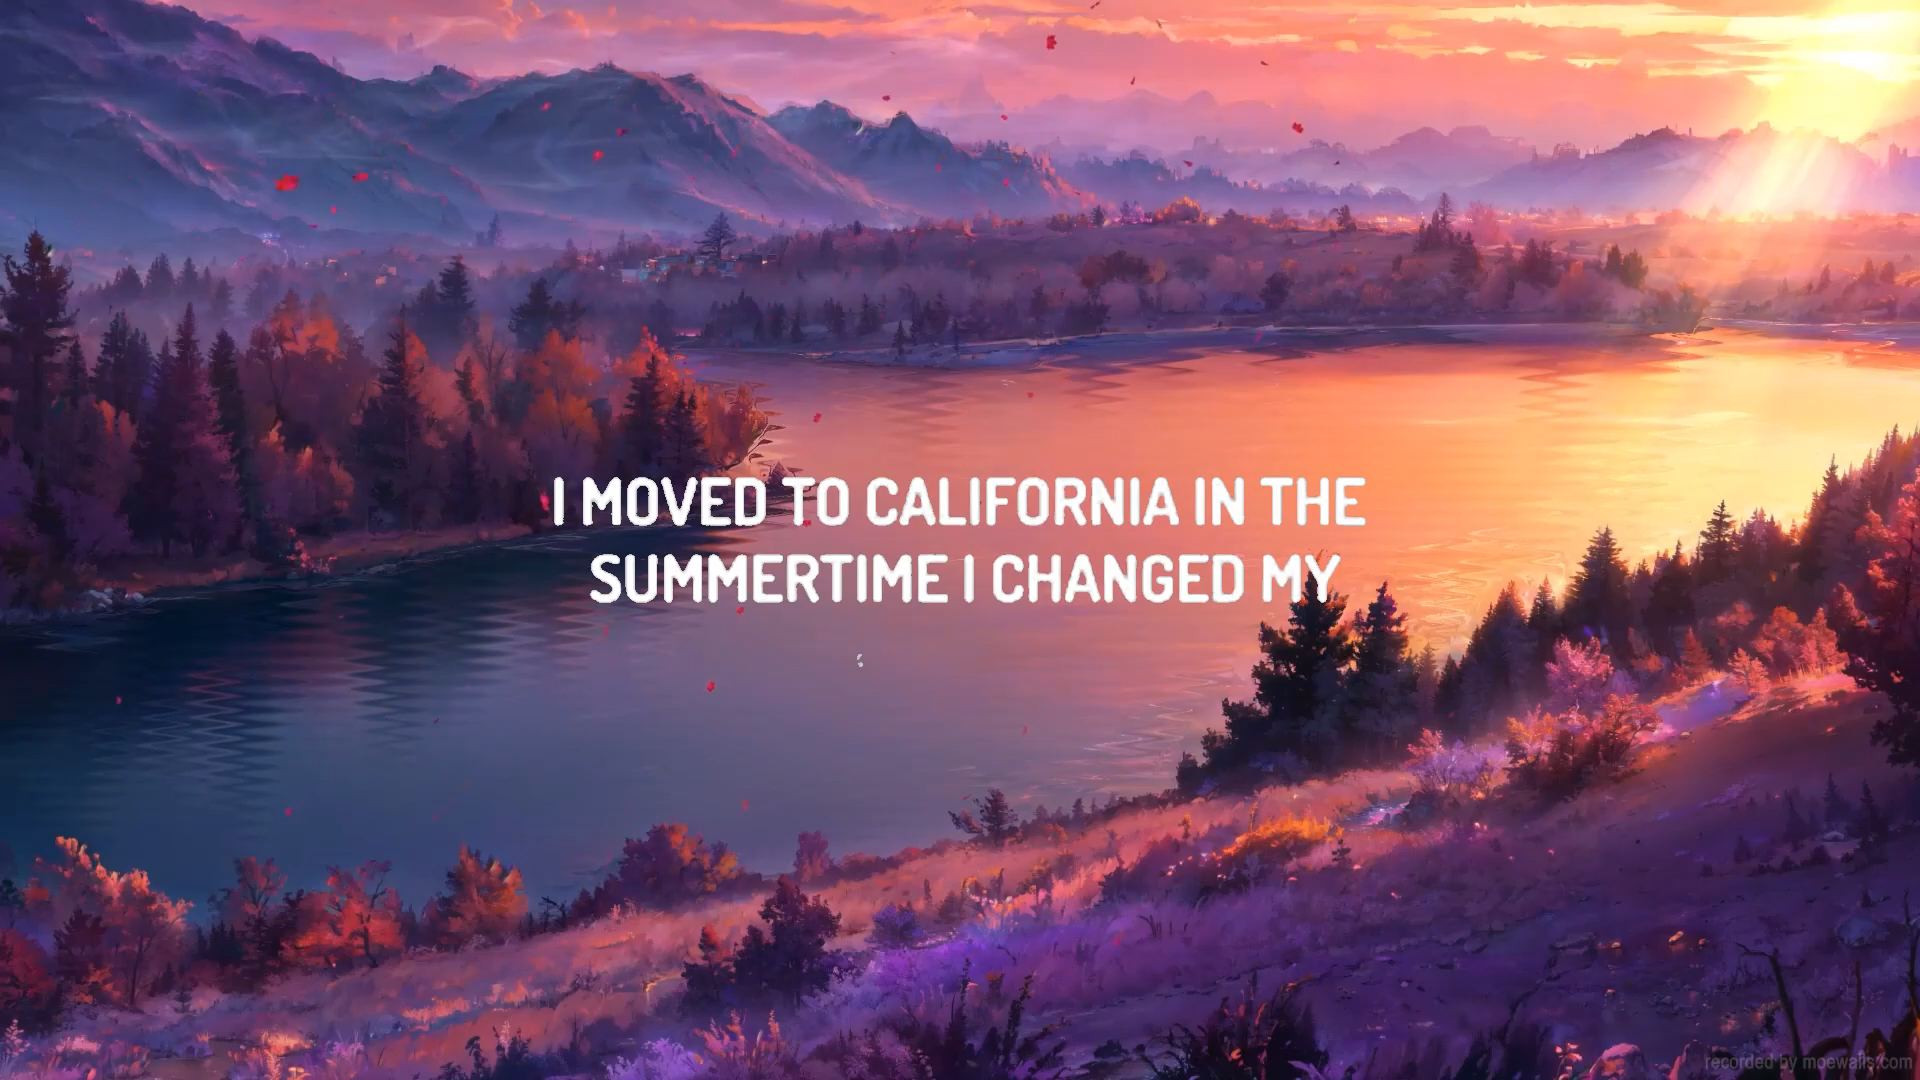 I MOVED TO CALIFORNIA IN THE
SUMMERTIME I CHANGED MY
recorded by moewalls.com